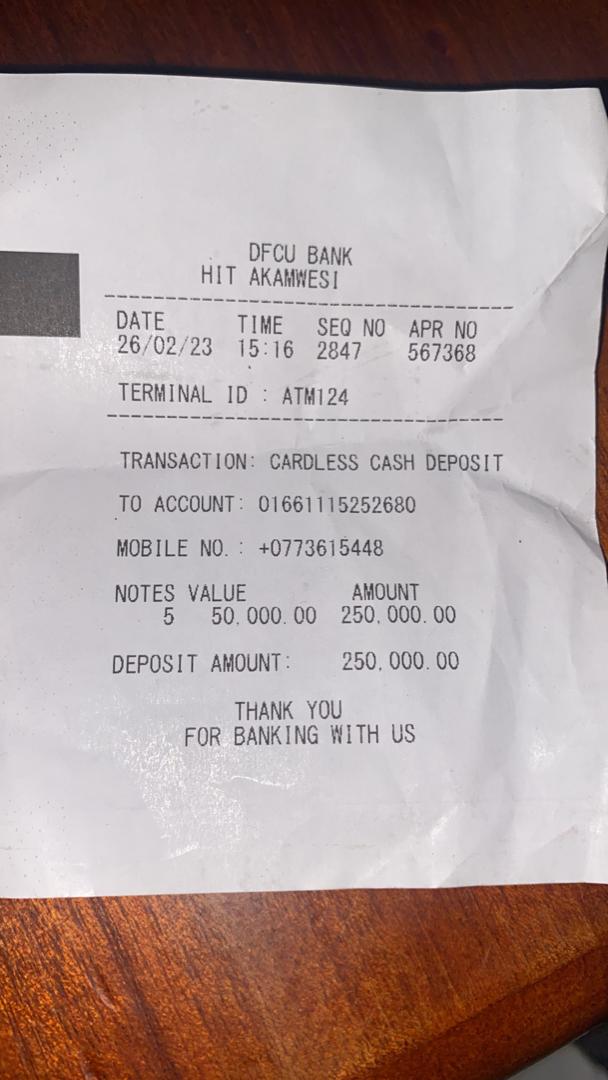 DFCU BANK
HIT AKAMWESI
DATE TIME SEQ NO APR NO
26/02/23 15:16 2847 567368
TERMINAL ID : ATM124
TRANSACTION: CARDLESS CASH DEPOSIT
TO ACCOUNT: 01661115252680
MOBILE NO. : +0773615448
NOTES VALUE AMOUNT
5 50,000.00 250,000.00
DEPOSIT AMOUNT: 250,000.00
THANK YOU
FOR BANKING WITH US